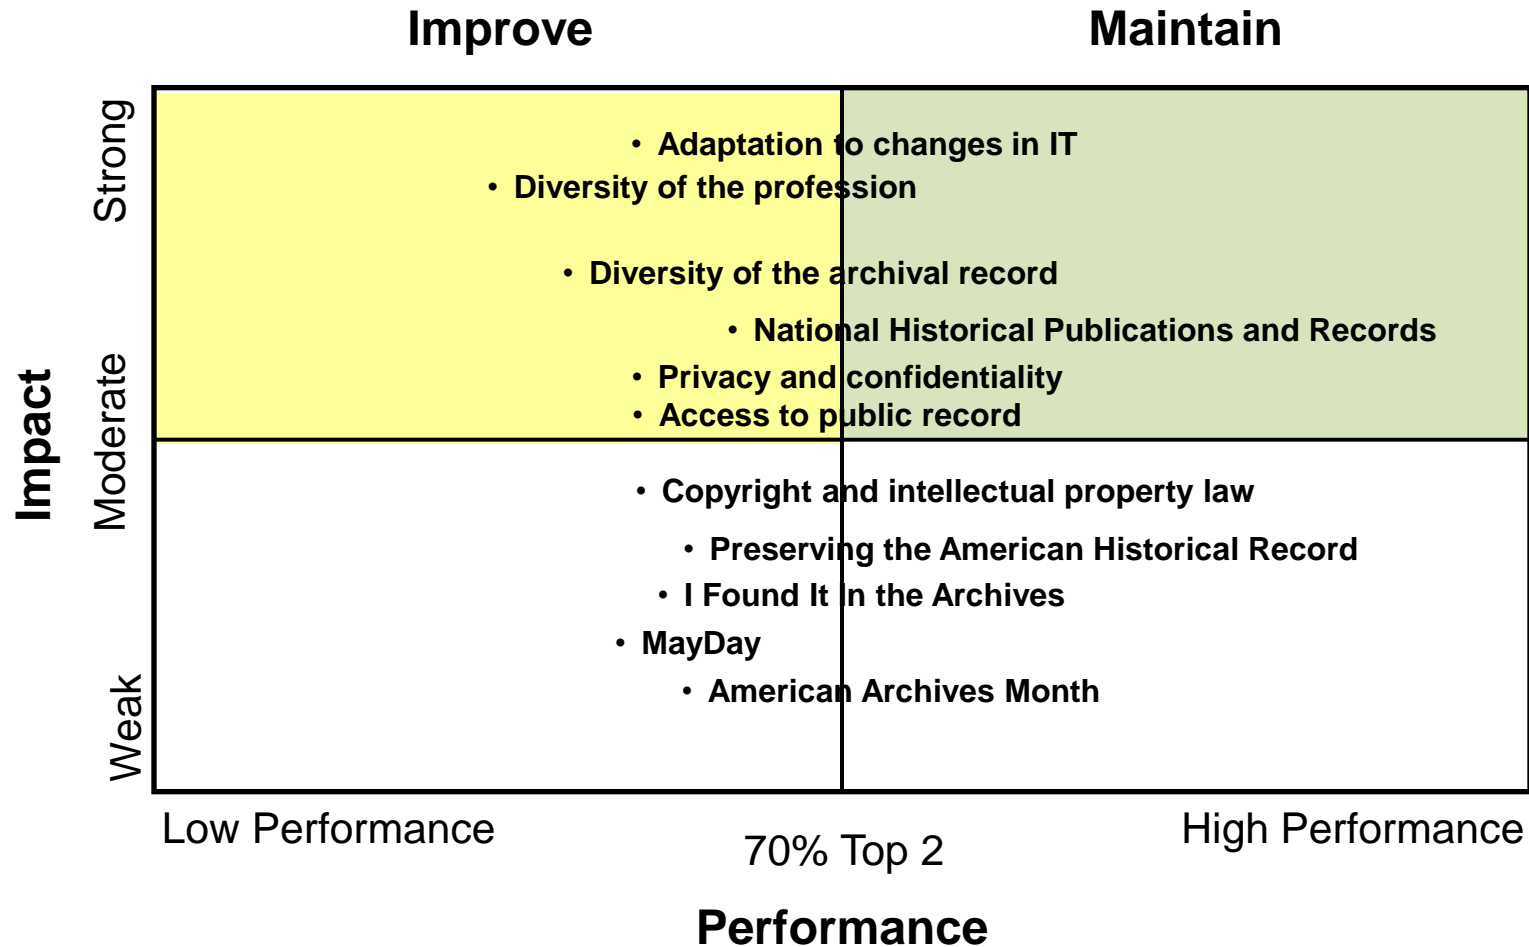 Improve
Maintain
Strong
Moderate
Weak
Impact
• Adaptation to changes in IT
• Diversity of the profession
• Diversity of the archival record
• National Historical Publications and Records
• Privacy and confidentiality
• Access to public record
• Copyright and intellectual property law
• Preserving the American Historical Record
• I Found It In the Archives
• MayDay
• American Archives Month
Low Performance
70% Top 2
High Performance
Performance